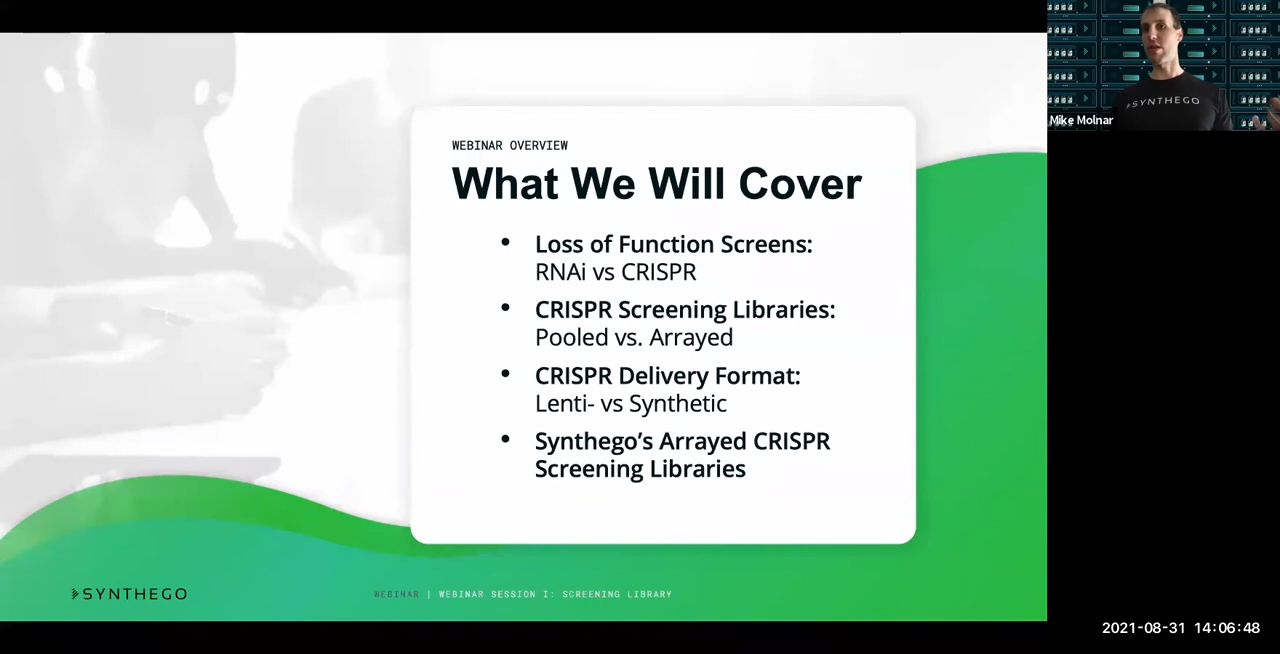 WEBINAR OVERVIEW
What We Will Cover
• Loss of Function Screens:
RNAi vs CRISPR
• CRISPR Screening Libraries:
Pooled vs. Arrayed
• CRISPR Delivery Format:
Lenti- vs Synthetic
• Synthego’s Arrayed CRISPR
Screening Libraries
SYNTHEGO
WEBINAR | WEBINAR SESSION I: SCREENING LIBRARY
SYNTHEGO
Mike Molnar
2021-08-31 14:06:48